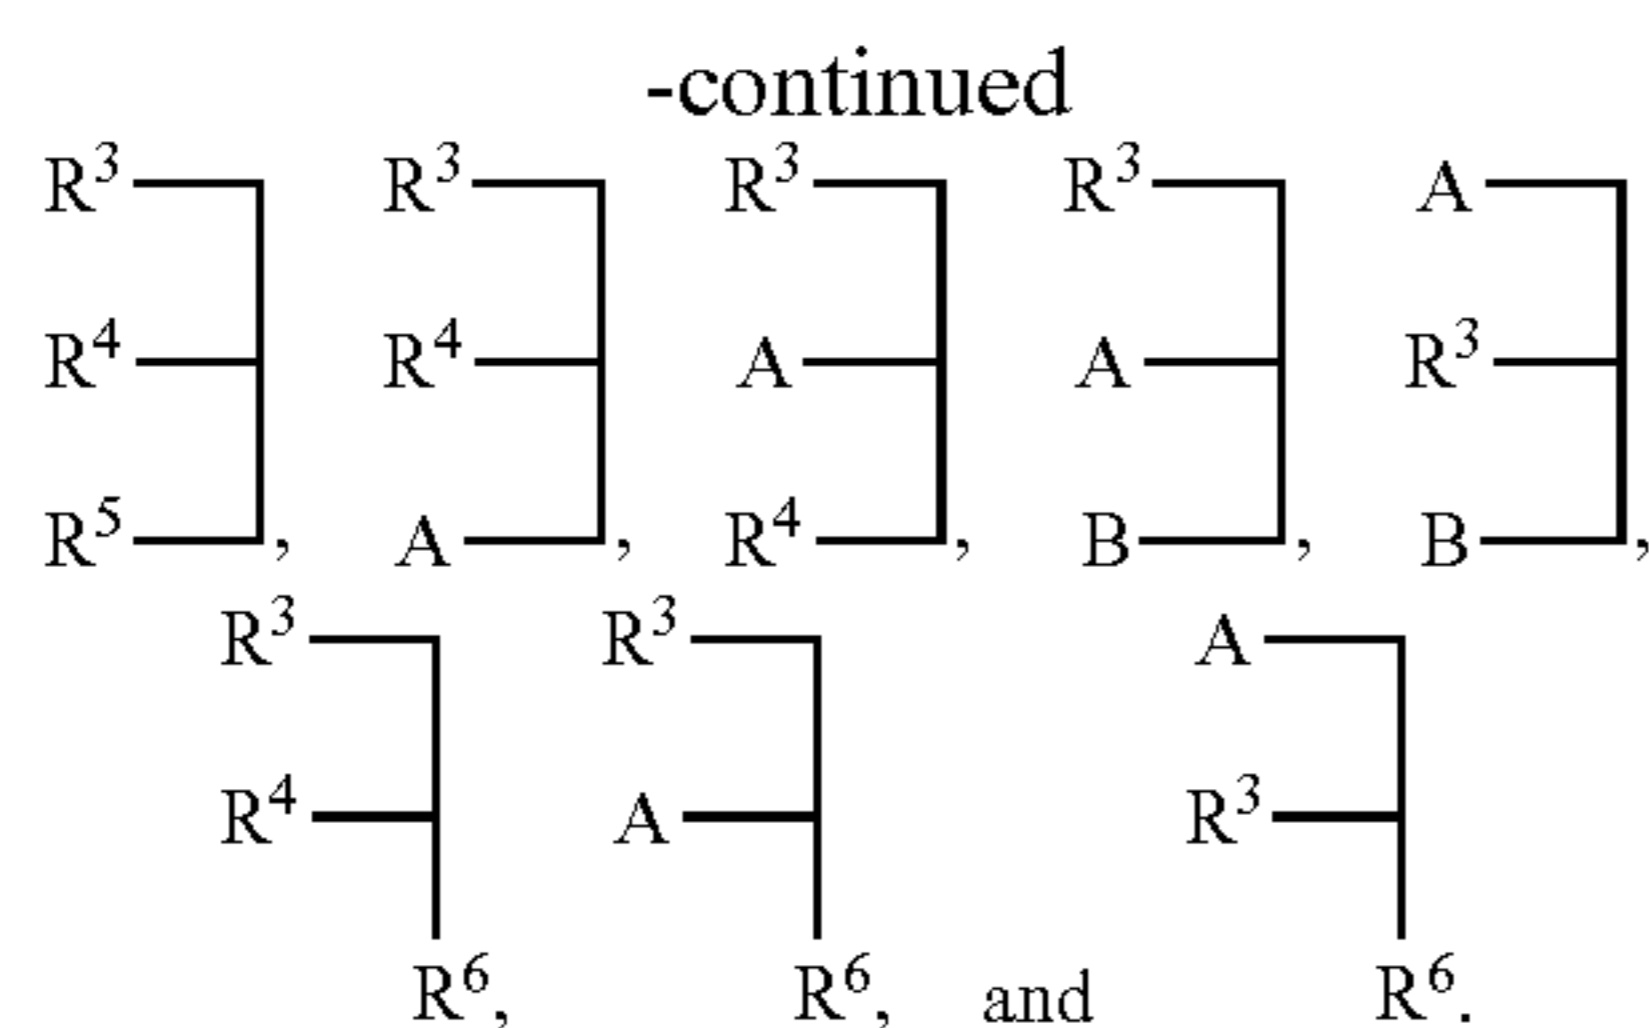 -continued
R³ R³ R³ R³ A
R⁴ R⁴ A A R³
R⁵, A, R⁴, B, B,
R³ R³ A
R⁴ A R³
R⁶, R⁶, and R⁶.